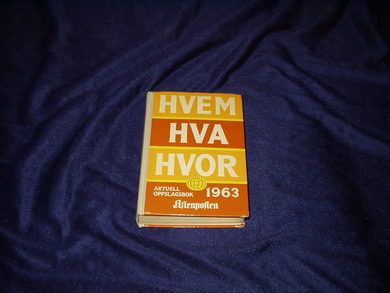 HVEM
HVA
HVOR
AKTUELL
OPPSLAGSBOK 1963
Aftenposten